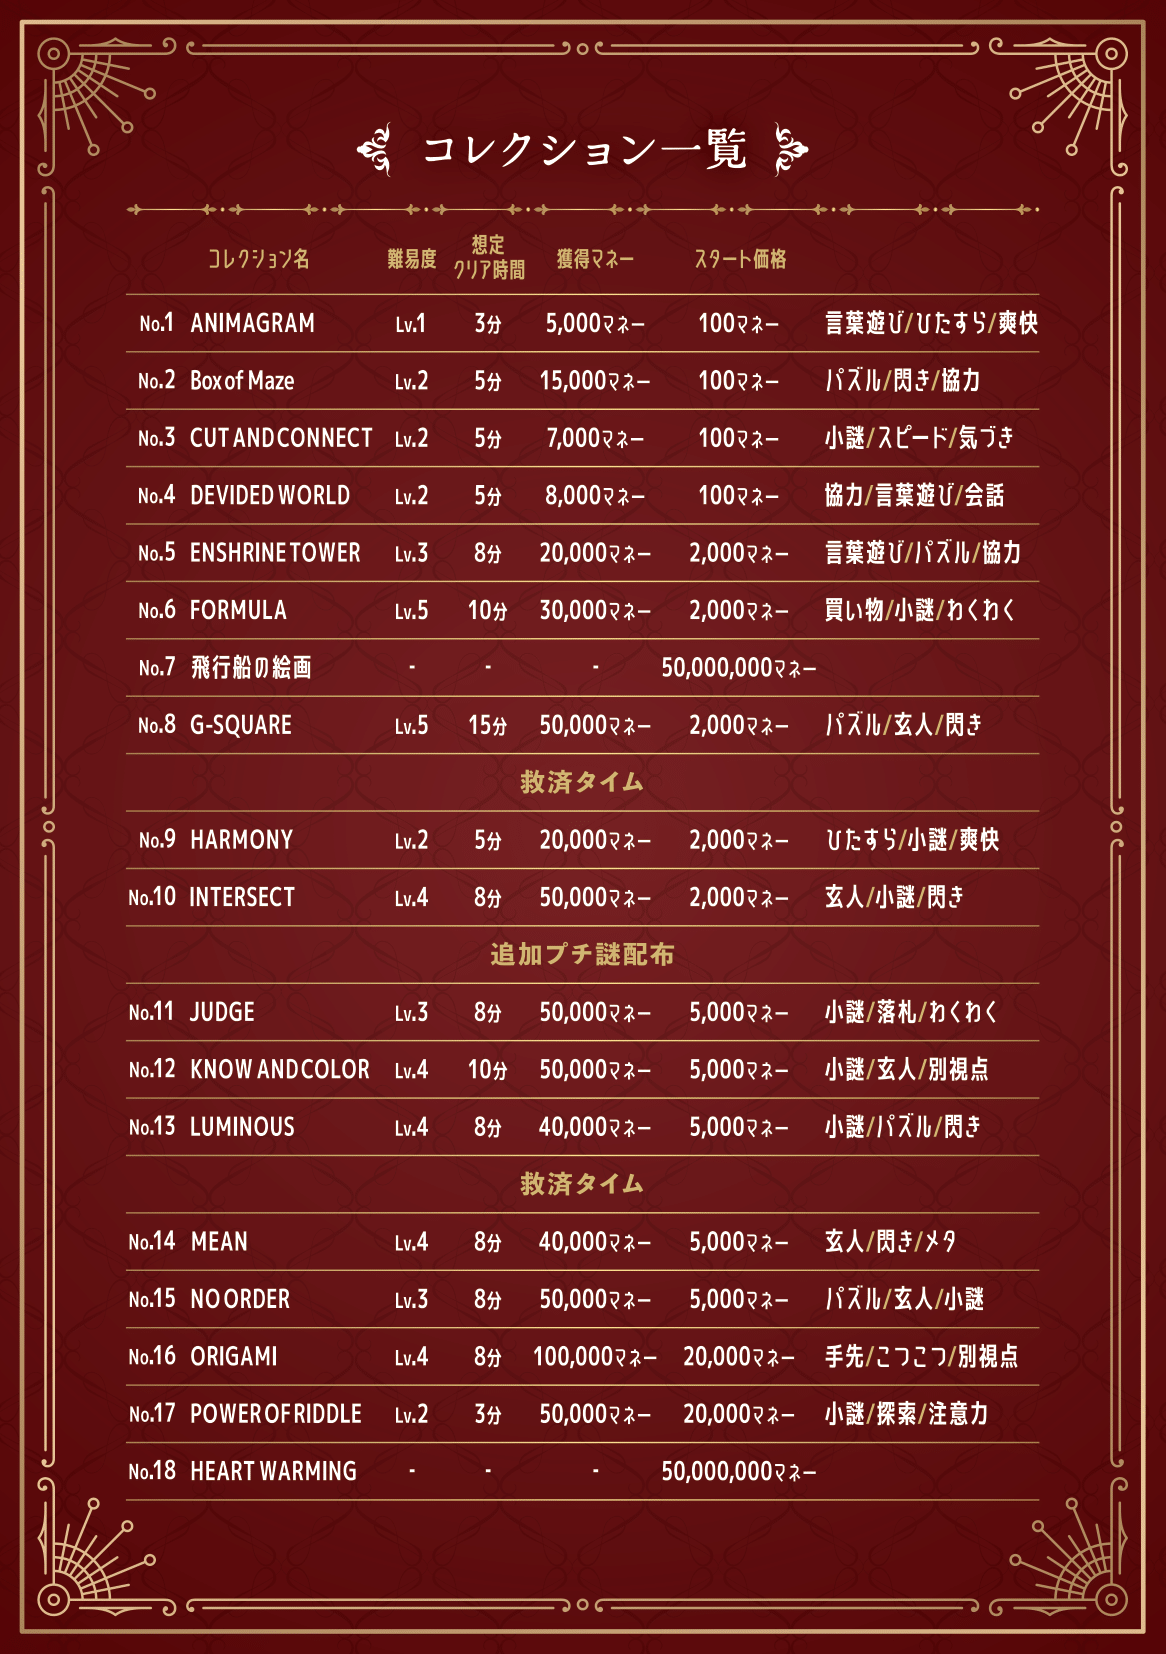 コレクション一覧
コレクション名 難易度 想定クリア時間 獲得マネー スタート価格
No.1 ANIMAGRAM Lv.1 3分 5,000マネー 100マネー 言葉遊び/ひたすら/爽快
No.2 Box of Maze Lv.2 5分 15,000マネー 100マネー パズル/閃き/協力
No.3 CUT AND CONNECT Lv.2 5分 7,000マネー 100マネー 小謎/スピード/気づき
No.4 DEVIDED WORLD Lv.2 5分 8,000マネー 100マネー 協力/言葉遊び/会話
No.5 ENSHRINE TOWER Lv.3 8分 20,000マネー 2,000マネー 言葉遊び/パズル/協力
No.6 FORMULA Lv.5 10分 30,000マネー 2,000マネー 買い物/小謎/わくわく
No.7 飛行船の絵画 - - - 50,000,000マネー
No.8 G-SQUARE Lv.5 15分 50,000マネー 2,000マネー パズル/玄人/閃き
救済タイム
No.9 HARMONY Lv.2 5分 20,000マネー 2,000マネー ひたすら/小謎/爽快
No.10 INTERSECT Lv.4 8分 50,000マネー 2,000マネー 玄人/小謎/閃き
追加プチ謎配布
No.11 JUDGE Lv.3 8分 50,000マネー 5,000マネー 小謎/落札/わくわく
No.12 KNOW AND COLOR Lv.4 10分 50,000マネー 5,000マネー 小謎/玄人/別視点
No.13 LUMINOUS Lv.4 8分 40,000マネー 5,000マネー 小謎/パズル/閃き
救済タイム
No.14 MEAN Lv.4 8分 40,000マネー 5,000マネー 玄人/閃き/メタ
No.15 NO ORDER Lv.3 8分 50,000マネー 5,000マネー パズル/玄人/小謎
No.16 ORIGAMI Lv.4 8分 100,000マネー 20,000マネー 手先/こつこつ/別視点
No.17 POWER OF RIDDLE Lv.2 3分 50,000マネー 20,000マネー 小謎/探索/注意力
No.18 HEART WARMING - - - 50,000,000マネー